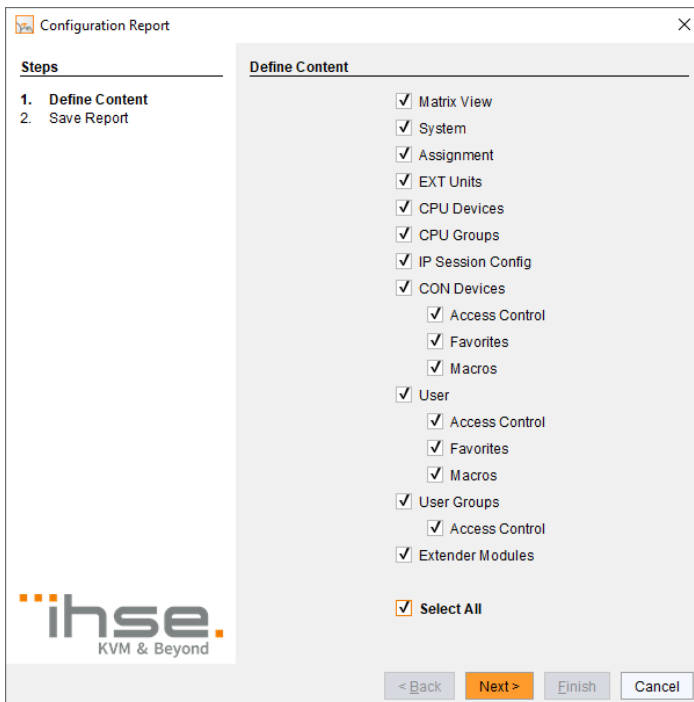 Configuration Report
Steps
1. Define Content
2. Save Report
Define Content
Matrix View
System
Assignment
EXT Units
CPU Devices
CPU Groups
IP Session Config
CON Devices
Access Control
Favorites
Macros
User
Access Control
Favorites
Macros
User Groups
Access Control
Extender Modules
Select All
ihse.
KVM & Beyond
< Back
Next >
Finish
Cancel